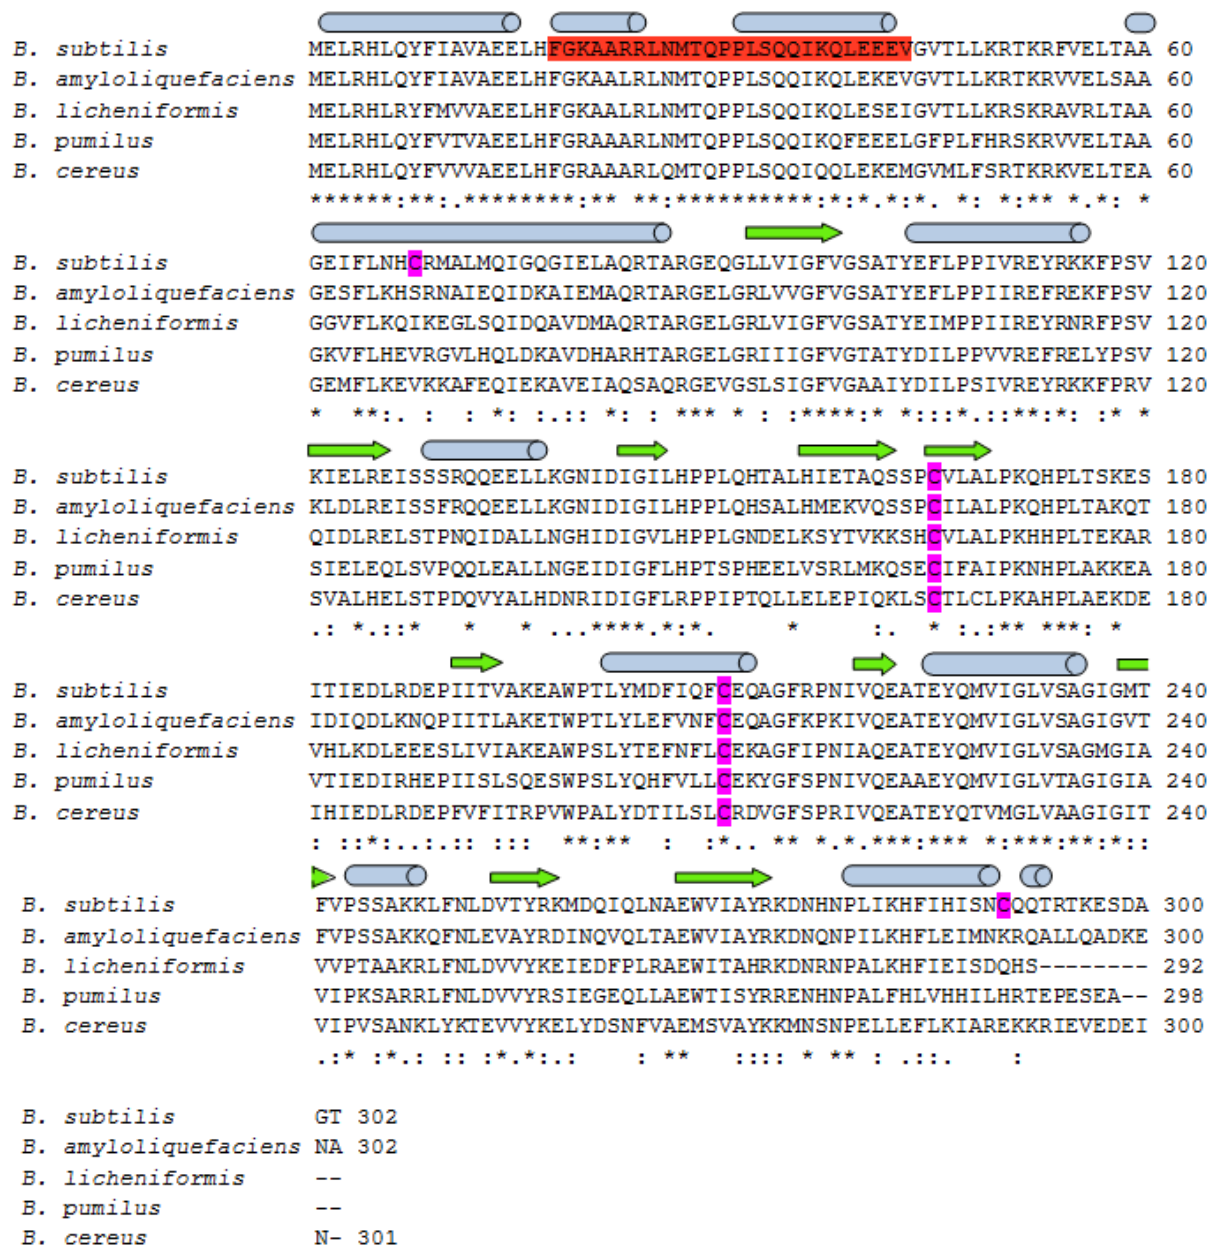 B. subtilis MELRHLQYFIAVAEELHFGKAARRLNMTQPPLSQQIKQLEEEVGVTLLKRTKRFVELTAA 60
B. amyloliquefaciens MELRHLQYFIAVAEELHFGKAALRLNMTQPPLSQQIKQLEKEVGVTLLKRTKRVVELSAA 60
B. licheniformis MELRHLRYFMVVAEELHFGKAARRLNMTQPPLSQQIKQLESEIGVTLLKRSKRAVRLTAA 60
B. pumilus MELRHLQYFVTVAEELHFGRAAARLNMTQPPLSQQIKQFEEELGFPLFHRSKRVVELTAA 60
B. cereus MELRHLQYFVVVAEELHFGRAAARLQMTQPPLSQQIQQLEKEMGVMLFSRTKRKVELTEA 60
******:**:.********:** **:**********:*:*.*:*. *: *:** *.*: *
B. subtilis GEIFLNHCRMALMQIGQGIELAQRTARGEQGLLVIGFVGSATYEFLPPIVREYRKKFPSV 120
B. amyloliquefaciens GESFLKHSRNAIEQIDKAIEMAQRTARGELGRLVVGFVGSATYEFLPPIIREFREKFPSV 120
B. licheniformis GGVFLKQIKEGLSQIDQAVDMAQRTARGELGRLVIGFVGSATYEIMPPIIREYRNRFPSV 120
B. pumilus GKVFLHEVRGVLHQLDKAVDHARHTARGELGRIIIGFVGTATYDILPPVVREFRELYPSV 120
B. cereus GEMFLKEVKKAFEQIEKAVEIAQSAQRGEVGSLSIGFVGAAIYDILPSIVREYRKKFPRV 120
*  **:. :  : *: :.:: *: : *** * : :****:* *:::*.::**:*: :* *
B. subtilis KIELREISSSRQQEELLKGNIDIGILHPPLQHTALHIETAQSSPCVLALPKQHPLTSKES 180
B. amyloliquefaciens KLDLREISSFRQQEELLKGNIDIGILHPPLQHSALHMEKVQSSPCILALPKQHPLTAKQT 180
B. licheniformis QIDLRELSTPNQIDALLNGHIDIGVLHPPLGNDELKSYTVKKSHCVLALPKHHPLTEKAR 180
B. pumilus SIELEQLSVPQQLEALLNGEIDIGFLHPTSPHEELVSRLMKQSECIFAIPKNHPLAKKEA 180
B. cereus SVALHELSTPDQVYALHDNRIDIGFLRPPIPTQLLELEPIQKLSCTLCLPKAHPLAEKDE 180
.: *.::*   *   * ...****.*:*.     *     :.  * :.:** ***: *
B. subtilis ITIEDLRDEPIITVAKEAWPTLYMDFIQFCEQAGFRPNIVQEATEYQMVIGLVSAGIGMT 240
B. amyloliquefaciens IDIQDLKNQPIITLAKETWPTLYLEFVNFCEQAGFKPKIVQEATEYQMVIGLVSAGIGVT 240
B. licheniformis VHLKDLEEESLIVIAKEAWPSLYTEFNFLCEKAGFIPNIAQEATEYQMVIGLVSAGMGIA 240
B. pumilus VTIEDIRHEPIISLSQESWPSLYQHFVLLCEKYGFSPNIVQEAAEYQMVIGLVTAGIGIA 240
B. cereus IHIEDLRDEPFVFITRPVWPALYDTILSLCRDVGFSPRIVQEATEYQTVMGLVAAGIGIT 240
: ::*:..:.:: :::  **:**  :  :*.. ** *.*.***:*** *:***:**:*::
B. subtilis FVPSSAKKLFNLDVTYRKMDQIQLNAEWVIAYRKDNHNPLIKHFIHISNCQQTRTKESDA 300
B. amyloliquefaciens FVPSSAKKQFNLEVAYRDINQVQLTAEWVIAYRKDNQNPILKHFLEIMNKRQALLQADKE 300
B. licheniformis VVPTAAKRLFNLDVVYKEIEDFPLRAEWITAHRKDNRNPALKHFIEISDQHS-------- 292
B. pumilus VIPKSARRLFNLDVVYRSIEGEQLLAEWTISYRRENHNPALFHLVHHILHRTEPESEA-- 298
B. cereus VIPVSANKLYKTEVVYKELYDSNFVAEMSVAYKKMNSNPELLEFLKIAREKKRIEVEDEI 300
.:* :*.: :: :*.*:.:    : **   :::: * ** : .::.    :
B. subtilis GT 302
B. amyloliquefaciens NA 302
B. licheniformis --
B. pumilus --
B. cereus N- 301